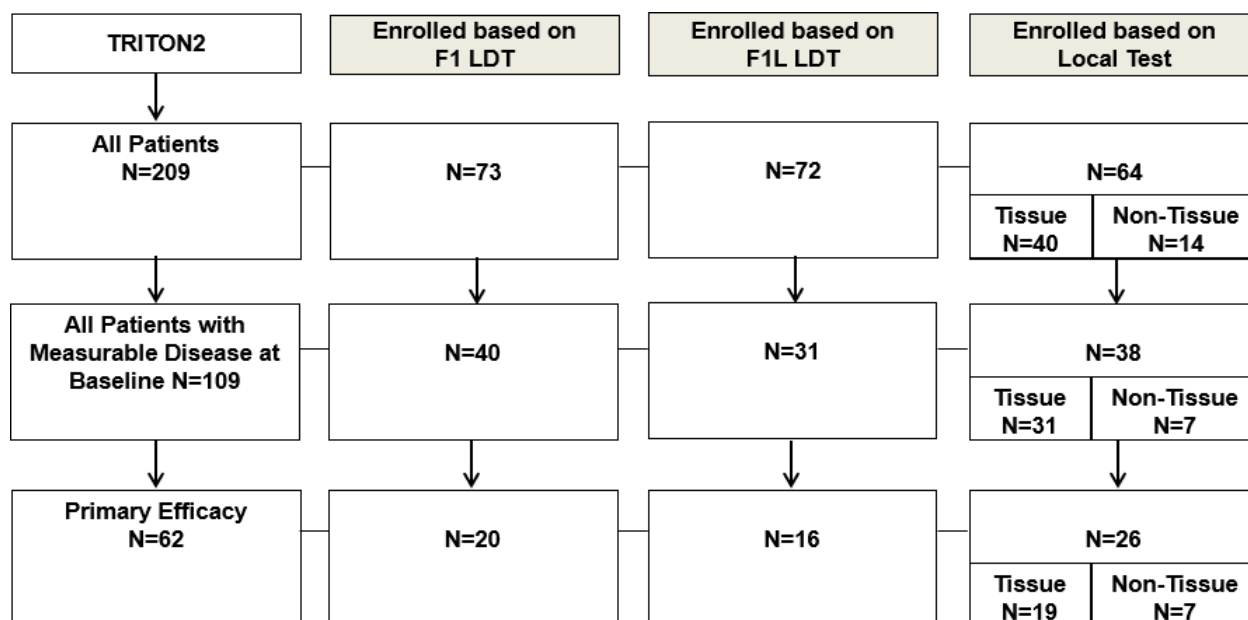 TRITON2
Enrolled based on
F1 LDT
Enrolled based on
F1L LDT
Enrolled based on
Local Test
All Patients
N=209
N=73
N=72
N=64
Tissue
N=40
Non-Tissue
N=14
All Patients with
Measurable Disease at
Baseline N=109
N=40
N=31
N=38
Tissue
N=31
Non-Tissue
N=7
Primary Efficacy
N=62
N=20
N=16
N=26
Tissue
N=19
Non-Tissue
N=7